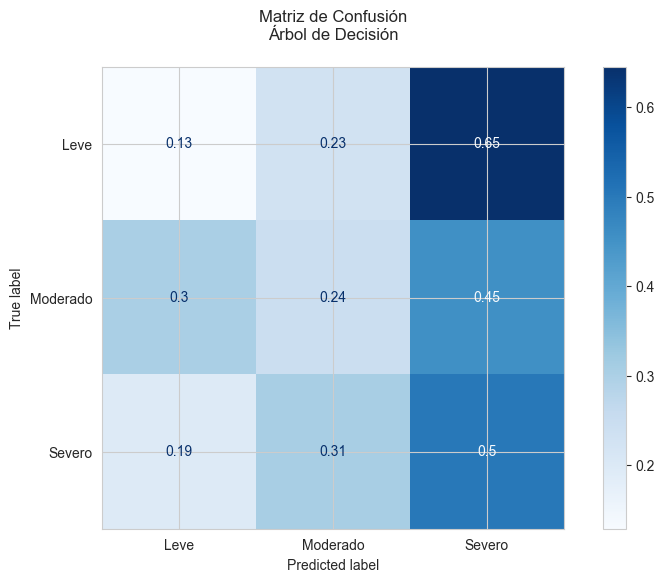 Matriz de Confusión
Árbol de Decisión
True label
Leve
0.13
0.23
0.65
Moderado
0.3
0.24
0.45
Severo
0.19
0.31
0.5
Leve
Moderado
Severo
Predicted label
0.6
0.5
0.4
0.3
0.2